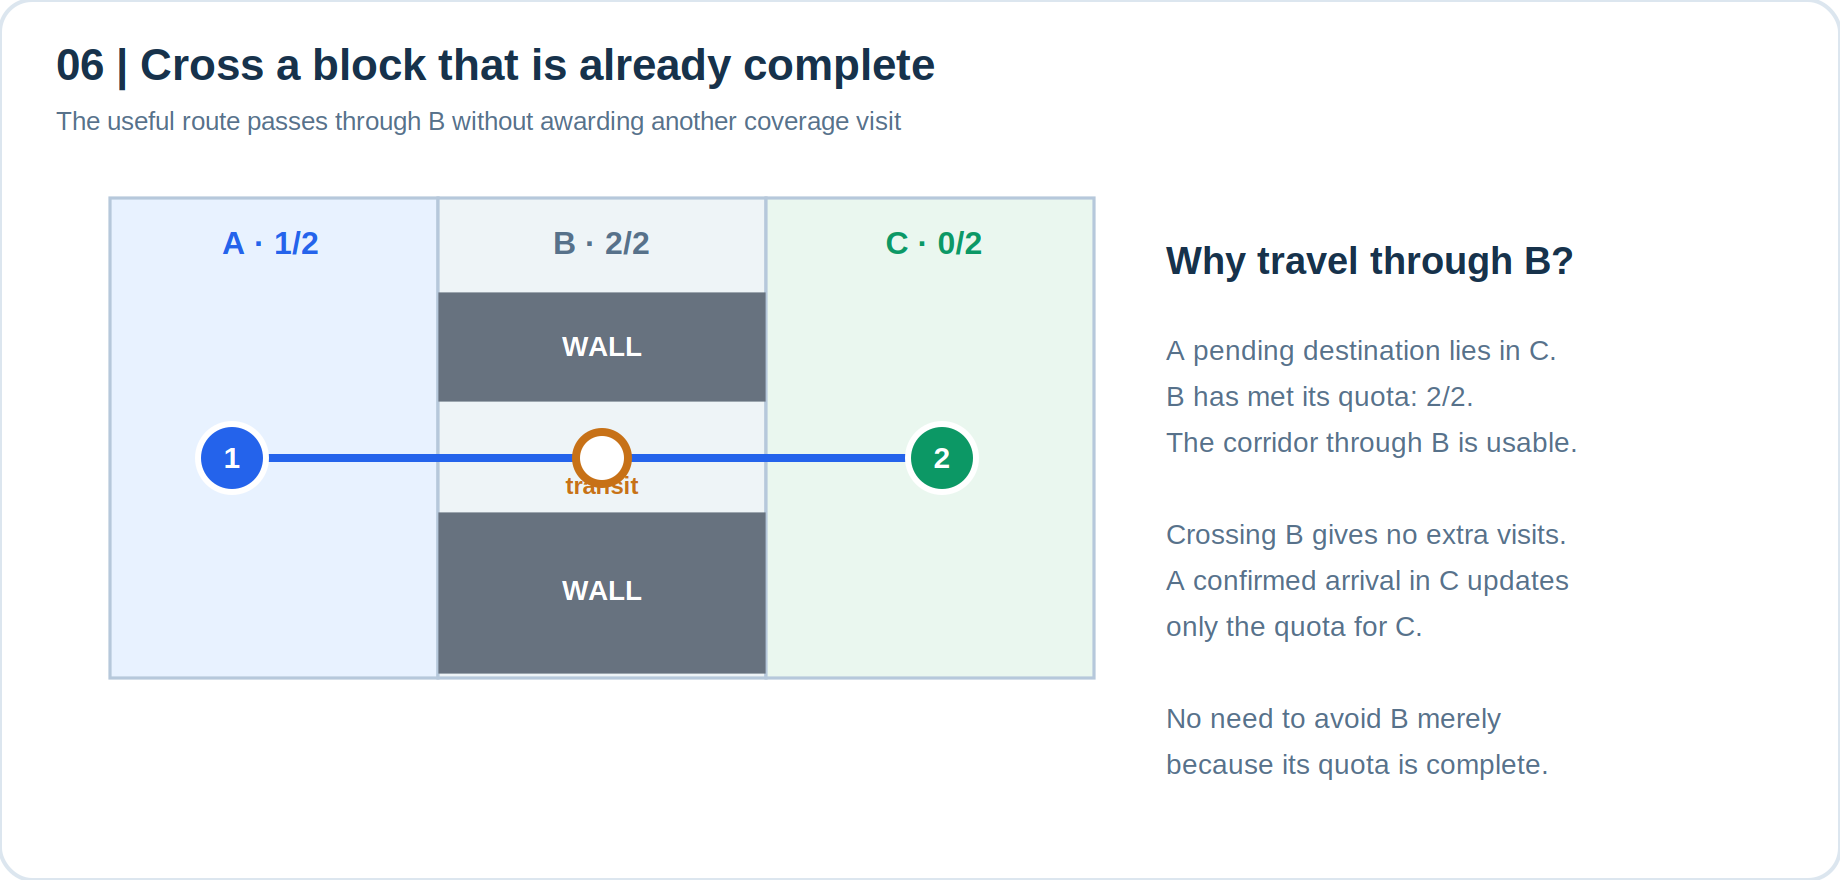 06 | Cross a block that is already complete
The useful route passes through B without awarding another coverage visit
A · 1/2
B · 2/2
C · 0/2
WALL
1
2
transit
WALL
Why travel through B?
A pending destination lies in C.
B has met its quota: 2/2.
The corridor through B is usable.
Crossing B gives no extra visits.
A confirmed arrival in C updates
only the quota for C.
No need to avoid B merely
because its quota is complete.